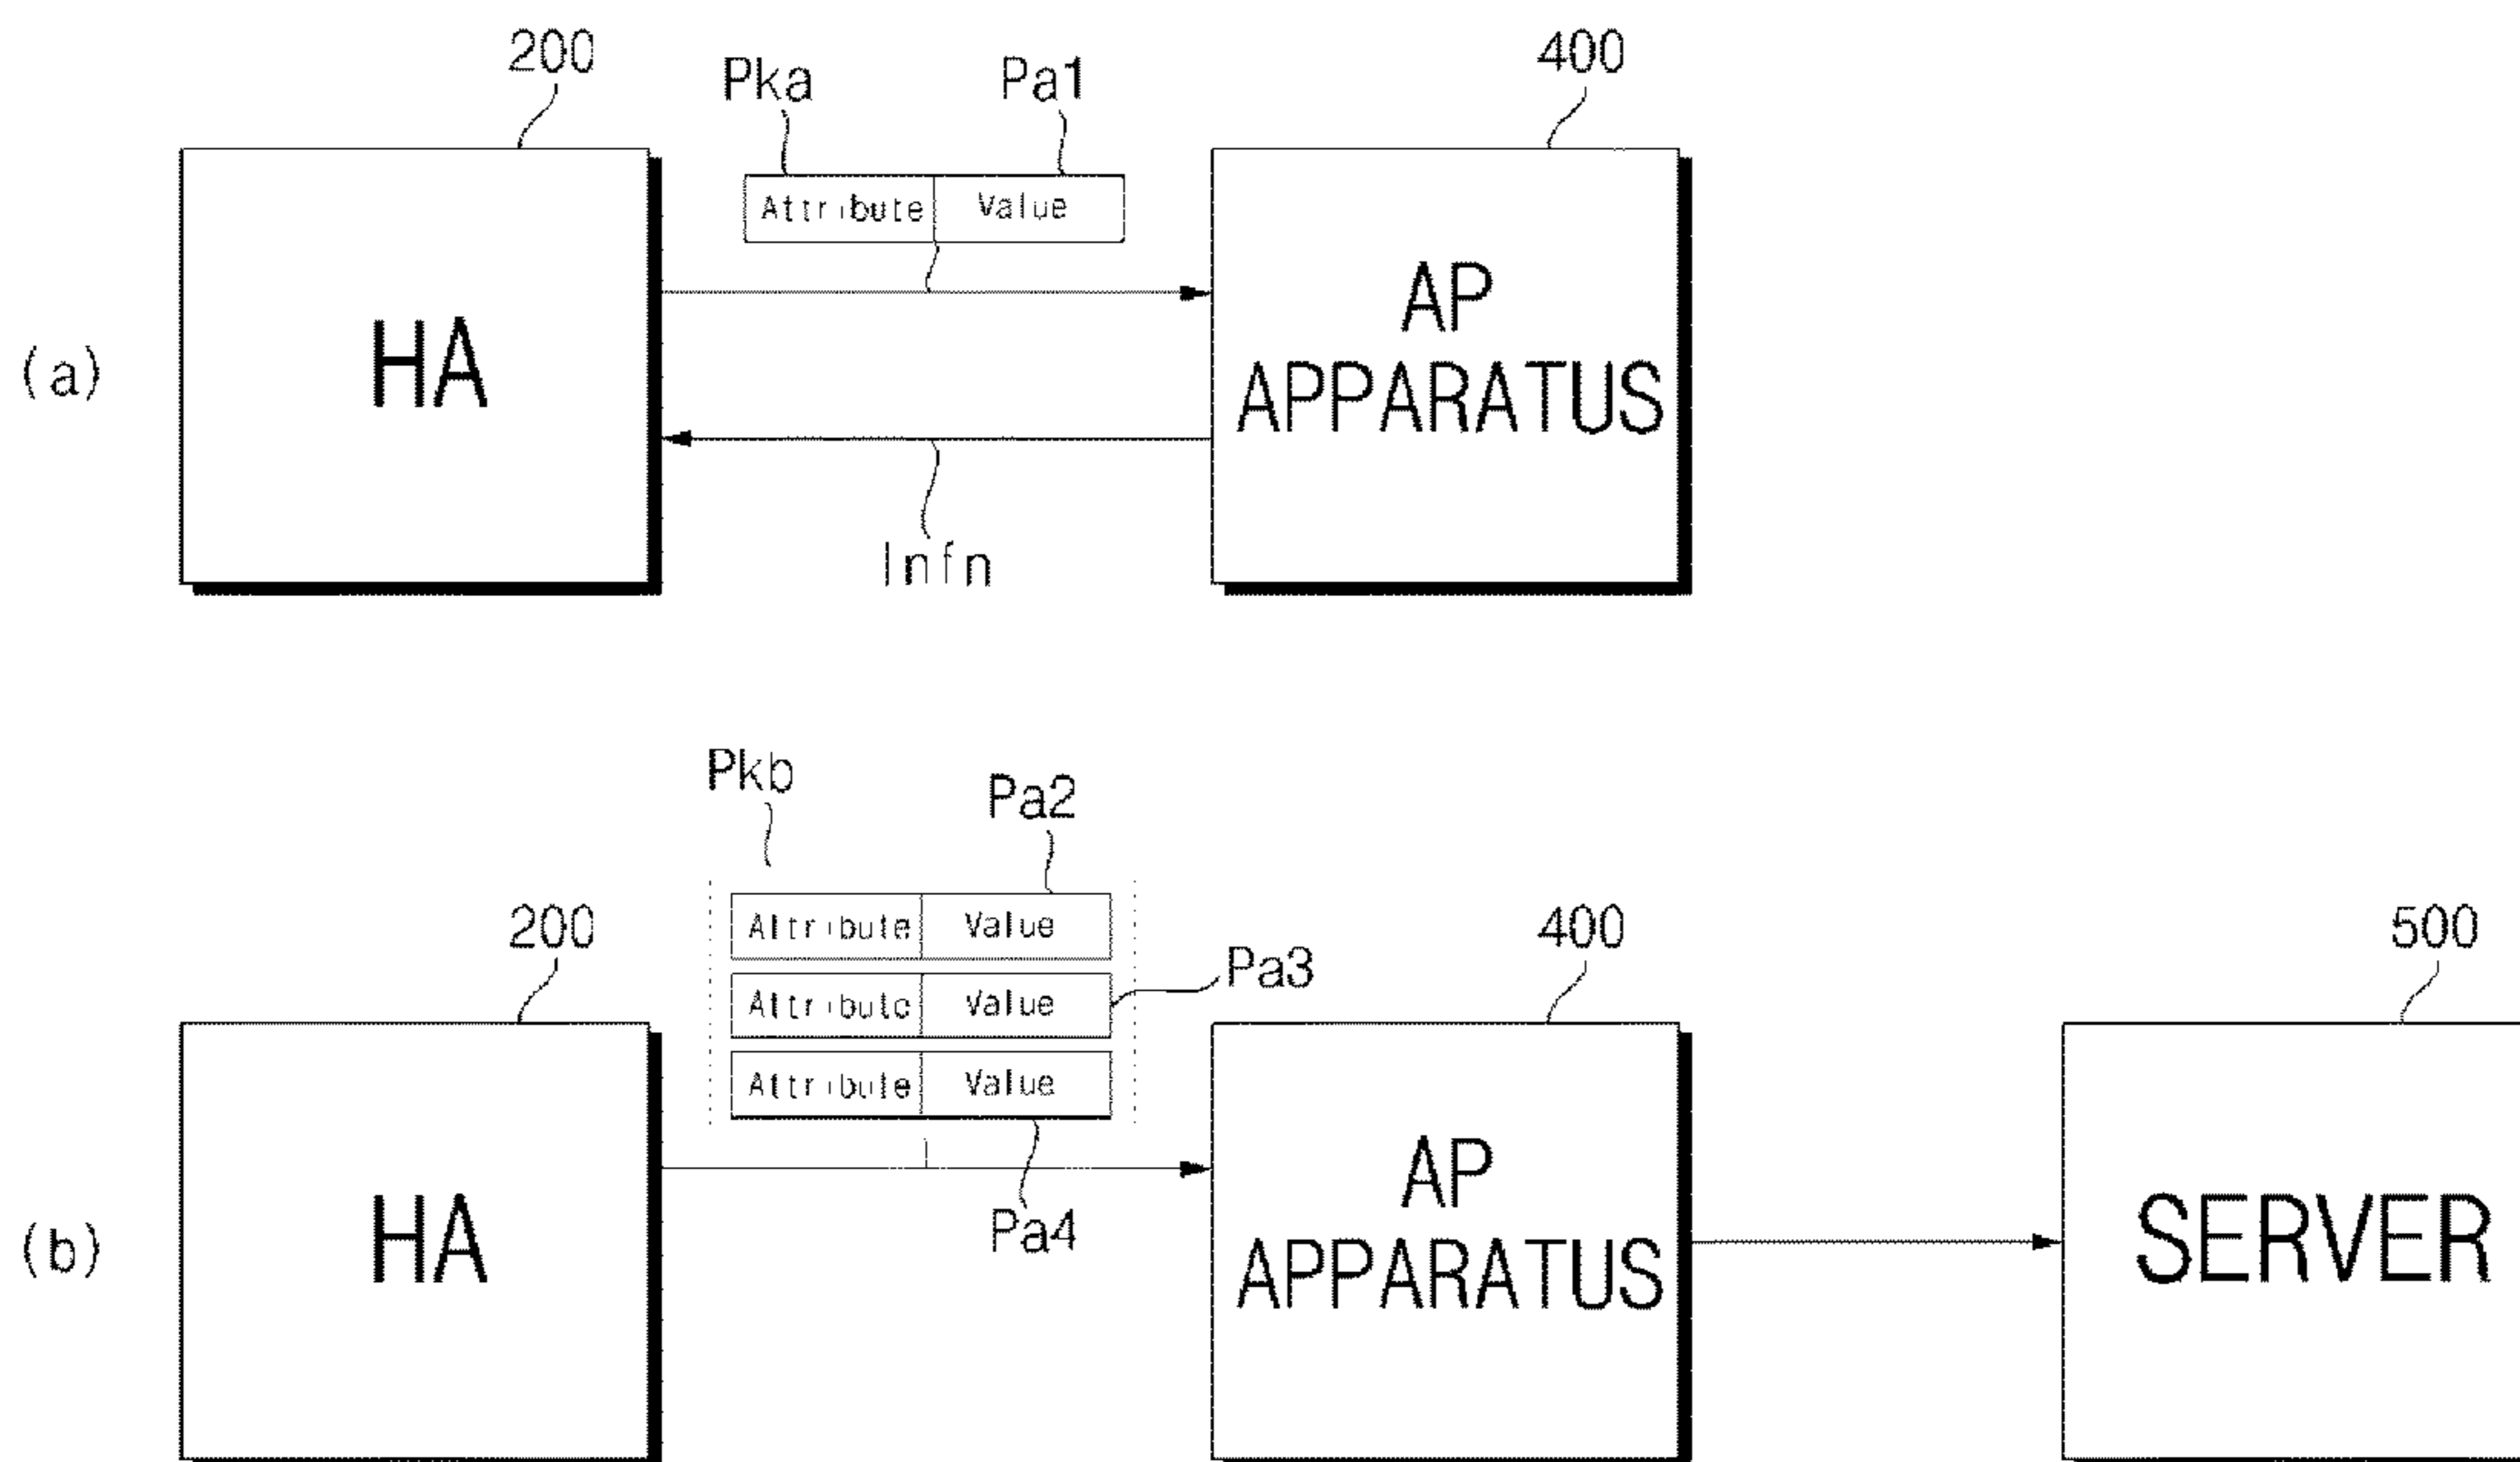 200
400
Pka
Pa1
Attribute Value
(a)
HA
AP
APPARATUS
Infn
Pkb
Pa2
200
Attribute Value
400
500
Pa3
Attribute Value
Attribute Value
(b)
HA
Pa4
AP
APPARATUS
SERVER